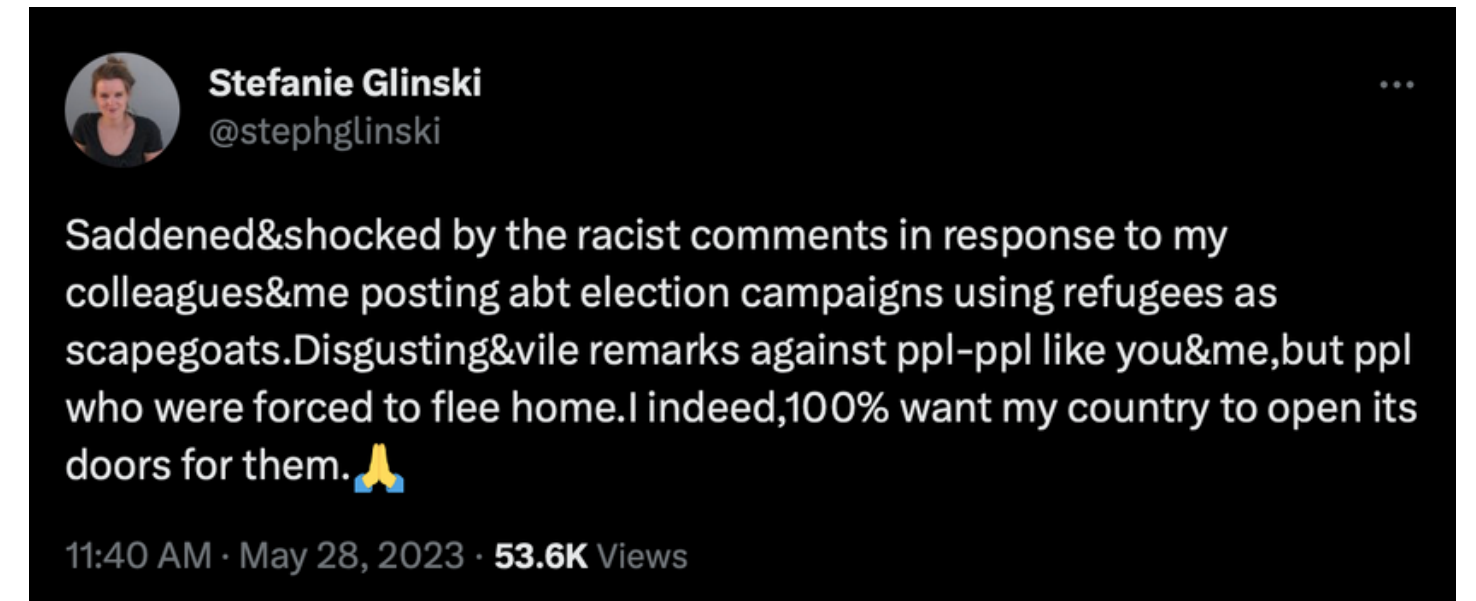 Stefanie Glinski
@stephglinski
Saddened&shocked by the racist comments in response to my
colleagues&me posting abt election campaigns using refugees as
scapegoats.Disgusting&vile remarks against ppl-ppl like you&me,but ppl
who were forced to flee home.I indeed,100% want my country to open its
doors for them.🙏
11:40 AM · May 28, 2023 · 53.6K Views